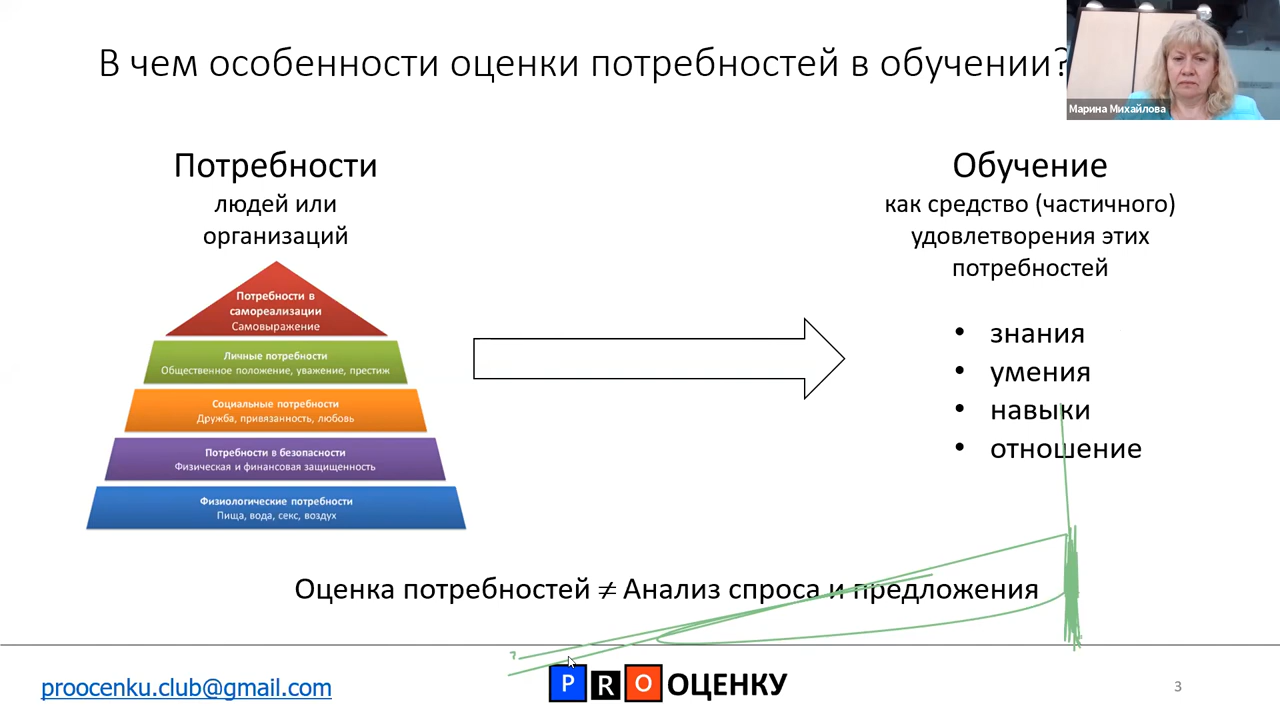 В чем особенности оценки потребностей в обучении?
Марина Михайлова
Потребности
людей или
организаций
Потребности в
самореализации
Самовыражение
Личные потребности
Общественное положение, уважение, престиж
Социальные потребности
Дружба, привязанность, любовь
Потребности в безопасности
Физическая и финансовая защищенность
Физиологические потребности
Пища, вода, секс, воздух
Обучение
как средство (частичного)
удовлетворения этих
потребностей
• знания
• умения
• навыки
• отношение
Оценка потребностей ≠ Анализ спроса и предложения
proocenku.club@gmail.com
PRO ОЦЕНКУ
3